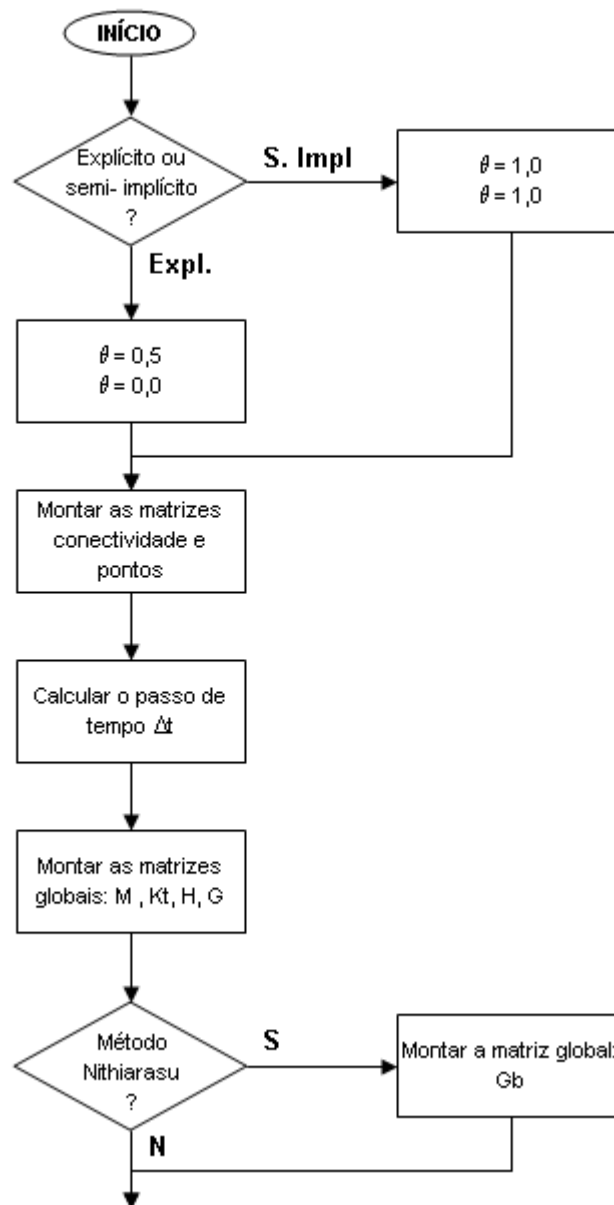 INÍCIO
Explícito ou
semi- implícito
?
S. Impl
θ = 1,0
θ = 1,0
Expl.
θ = 0,5
θ = 0,0
Montar as matrizes
conectividade e
pontos
Calcular o passo de
tempo Δt
Montar as matrizes
globais: M , Kt, H, G
Método
Nithiarasu
?
S
Montar a matriz global:
Gb
N